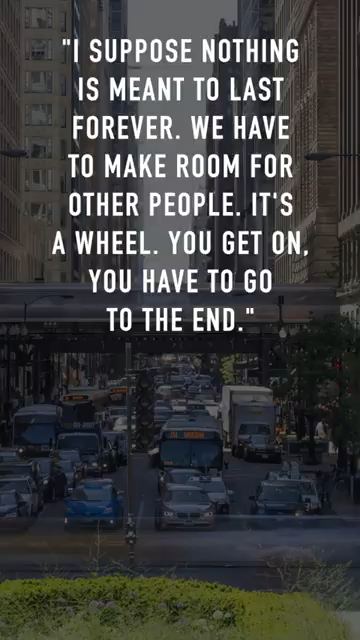 "I SUPPOSE NOTHING
IS MEANT TO LAST
FOREVER. WE HAVE
TO MAKE ROOM FOR
OTHER PEOPLE. IT'S
A WHEEL. YOU GET ON,
YOU HAVE TO GO
TO THE END."